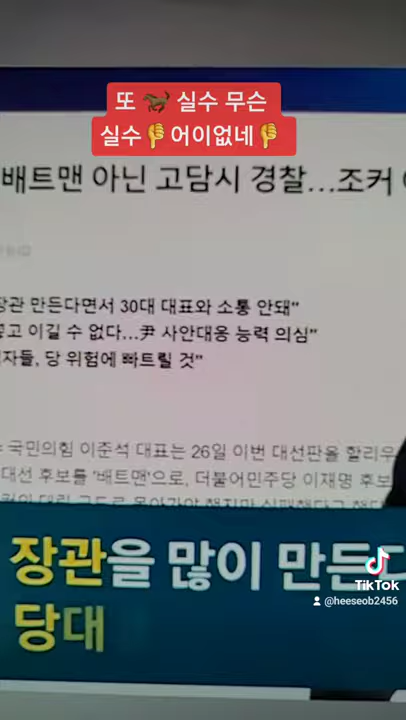 또 🐎 실수 무슨
실수👎어이없네👎
배트맨 아닌 고담시 경찰…조커
장관 만든다면서 30대 대표와 소통 안돼"
이길 수 없다…尹 사안대응 능력 의심"
자들, 당 위험에 빠트릴 것"
국민의힘 이준석 대표는 26일 이번 대선판을 할리우
대선 후보를 '배트맨'으로, 더불어민주당 이재명 후보
장관을 많이 만든다
당대
TikTok
@heeseob2456